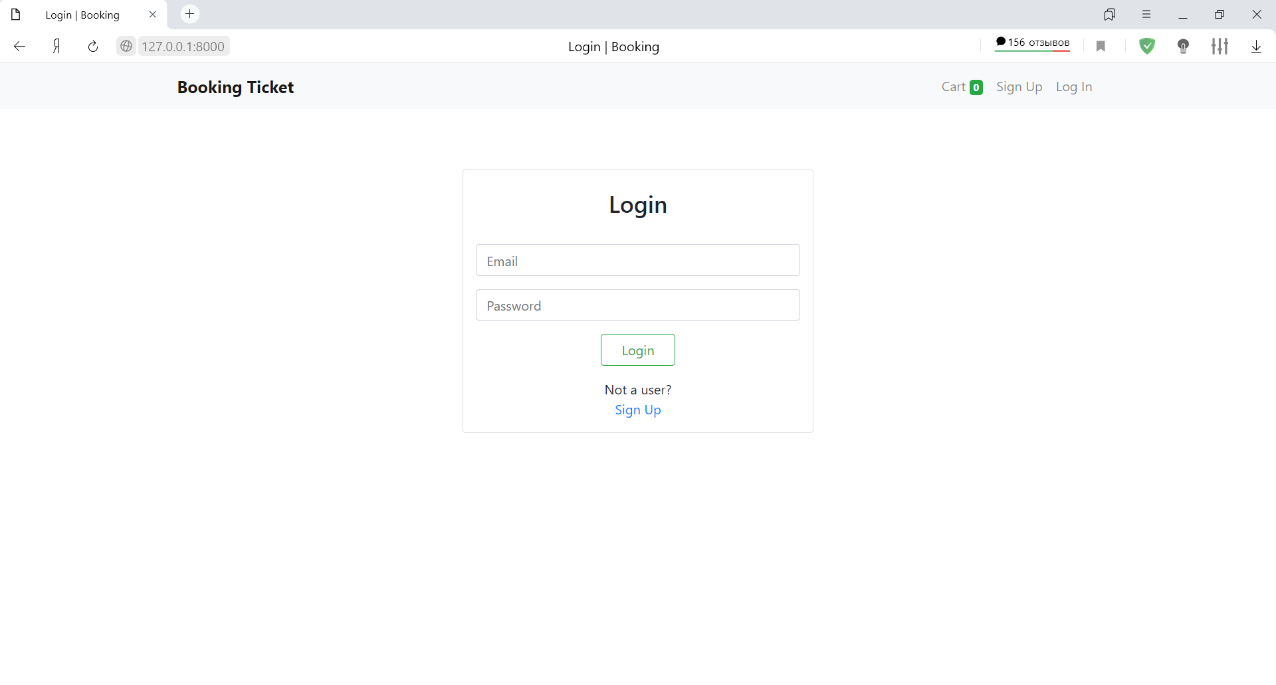 Login | Booking
Я 127.0.0.1:8000 Login | Booking 156 отзывов
Booking Ticket Cart 0 Sign Up Log In
Login
Email
Password
Login
Not a user?
Sign Up